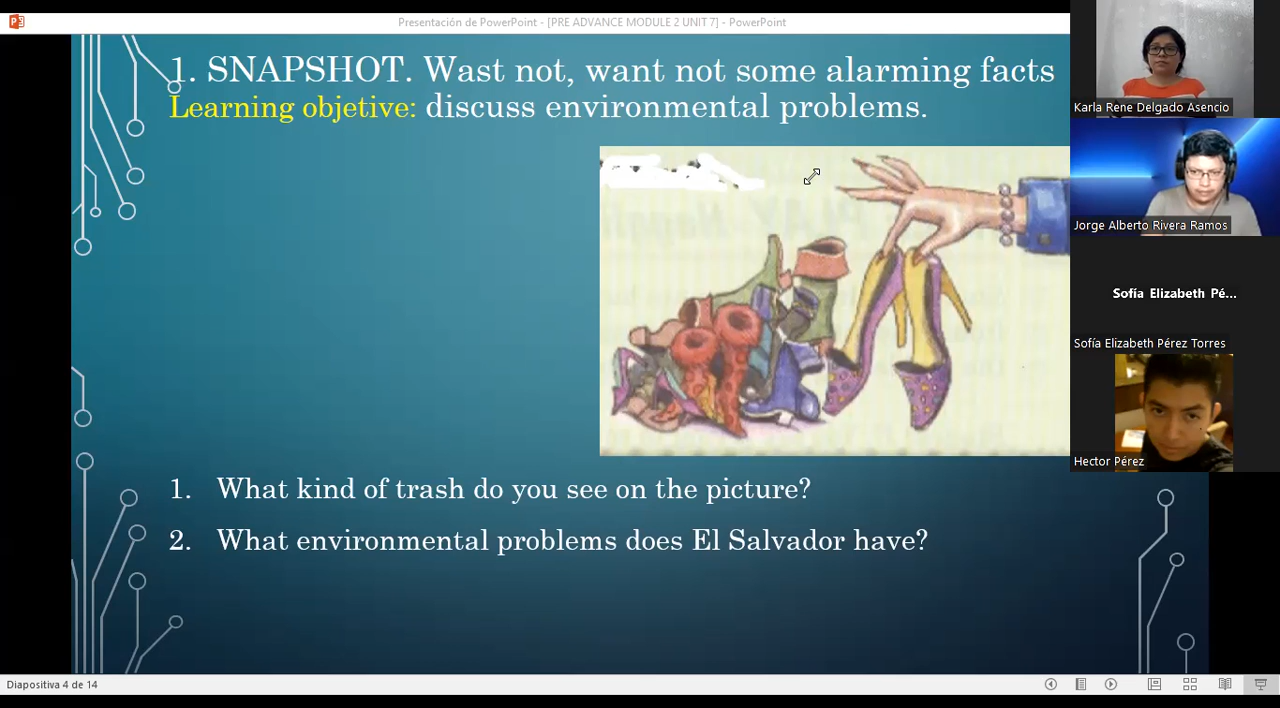 Presentación de PowerPoint - [PRE ADVANCE MODULE 2 UNIT 7] - PowerPoint
1. SNAPSHOT. Wast not, want not some alarming facts
Learning objetive: discuss environmental problems.
Karla Rene Delgado Asencio
Jorge Alberto Rivera Ramos
Sofía Elizabeth Pé...
Sofía Elizabeth Pérez Torres
Hector Pérez
1. What kind of trash do you see on the picture?
2. What environmental problems does El Salvador have?
Diapositiva 4 de 14